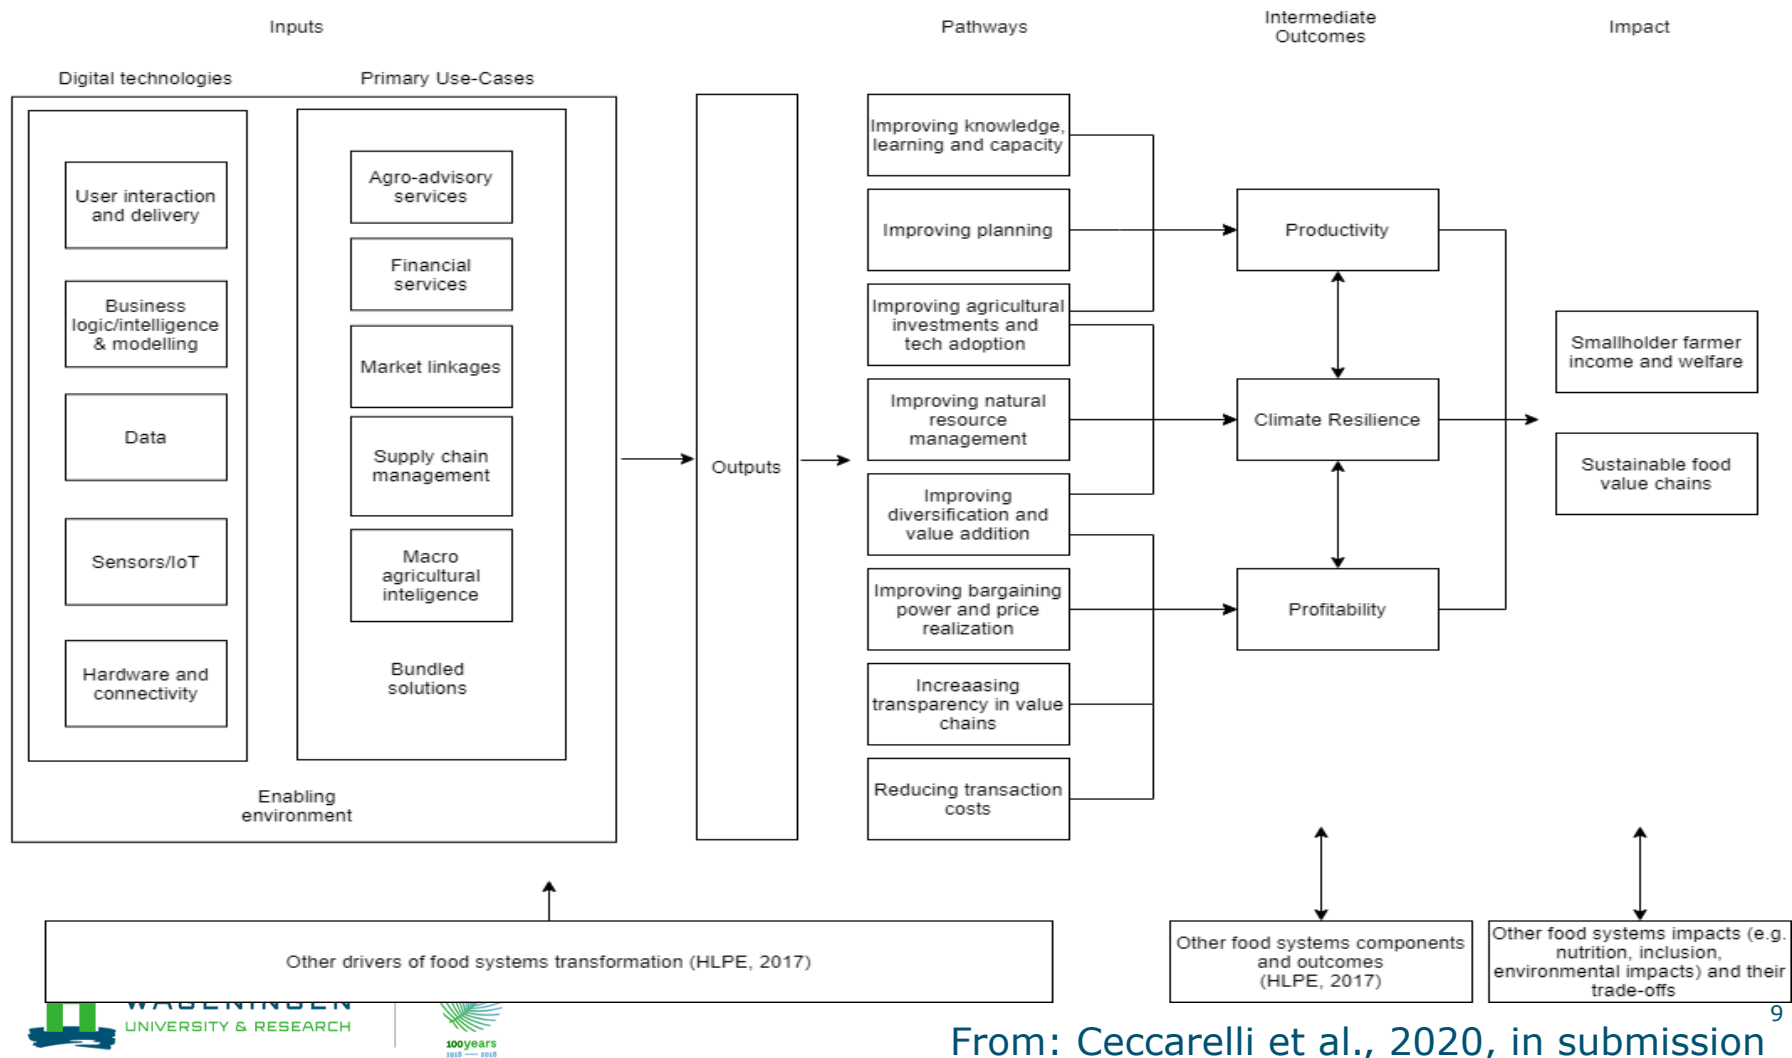 Inputs
Pathways
Intermediate
Outcomes
Impact
Digital technologies
Primary Use-Cases
User interaction
and delivery
Business
logic/intelligence
& modelling
Data
Sensors/IoT
Hardware and
connectivity
Agro-advisory
services
Financial
services
Market linkages
Supply chain
management
Macro
agricultural
inteligence
Bundled
solutions
Enabling
environment
Outputs
Improving knowledge,
learning and capacity
Improving planning
Improving agricultural
investments and
tech adoption
Improving natural
resource
management
Improving
diversification and
value addition
Improving bargaining
power and price
realization
Increaasing
transparency in value
chains
Reducing transaction
costs
Productivity
Climate Resilience
Profitability
Smallholder farmer
income and welfare
Sustainable food
value chains
Other drivers of food systems transformation (HLPE, 2017)
Other food systems components
and outcomes
(HLPE, 2017)
Other food systems impacts (e.g.
nutrition, inclusion,
environmental impacts) and their
trade-offs
WAGENINGEN
UNIVERSITY & RESEARCH
100years
1918 — 2018
9
From: Ceccarelli et al., 2020, in submission